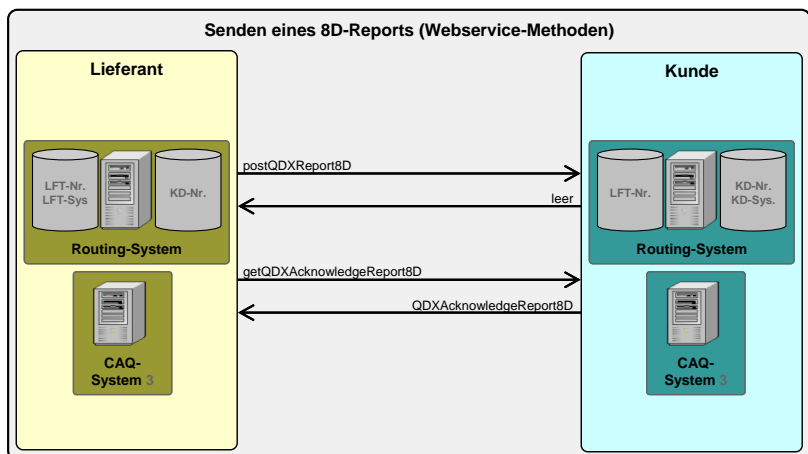 Senden eines 8D-Reports (Webservice-Methoden)
Lieferant
Kunde
postQDXReport8D
leer
LFT-Nr.
LFT-Sys
KD-Nr.
Routing-System
LFT-Nr.
KD-Nr.
KD-Sys.
Routing-System
getQDXAcknowledgeReport8D
QDXAcknowledgeReport8D
CAQ-
System 3
CAQ-
System 3